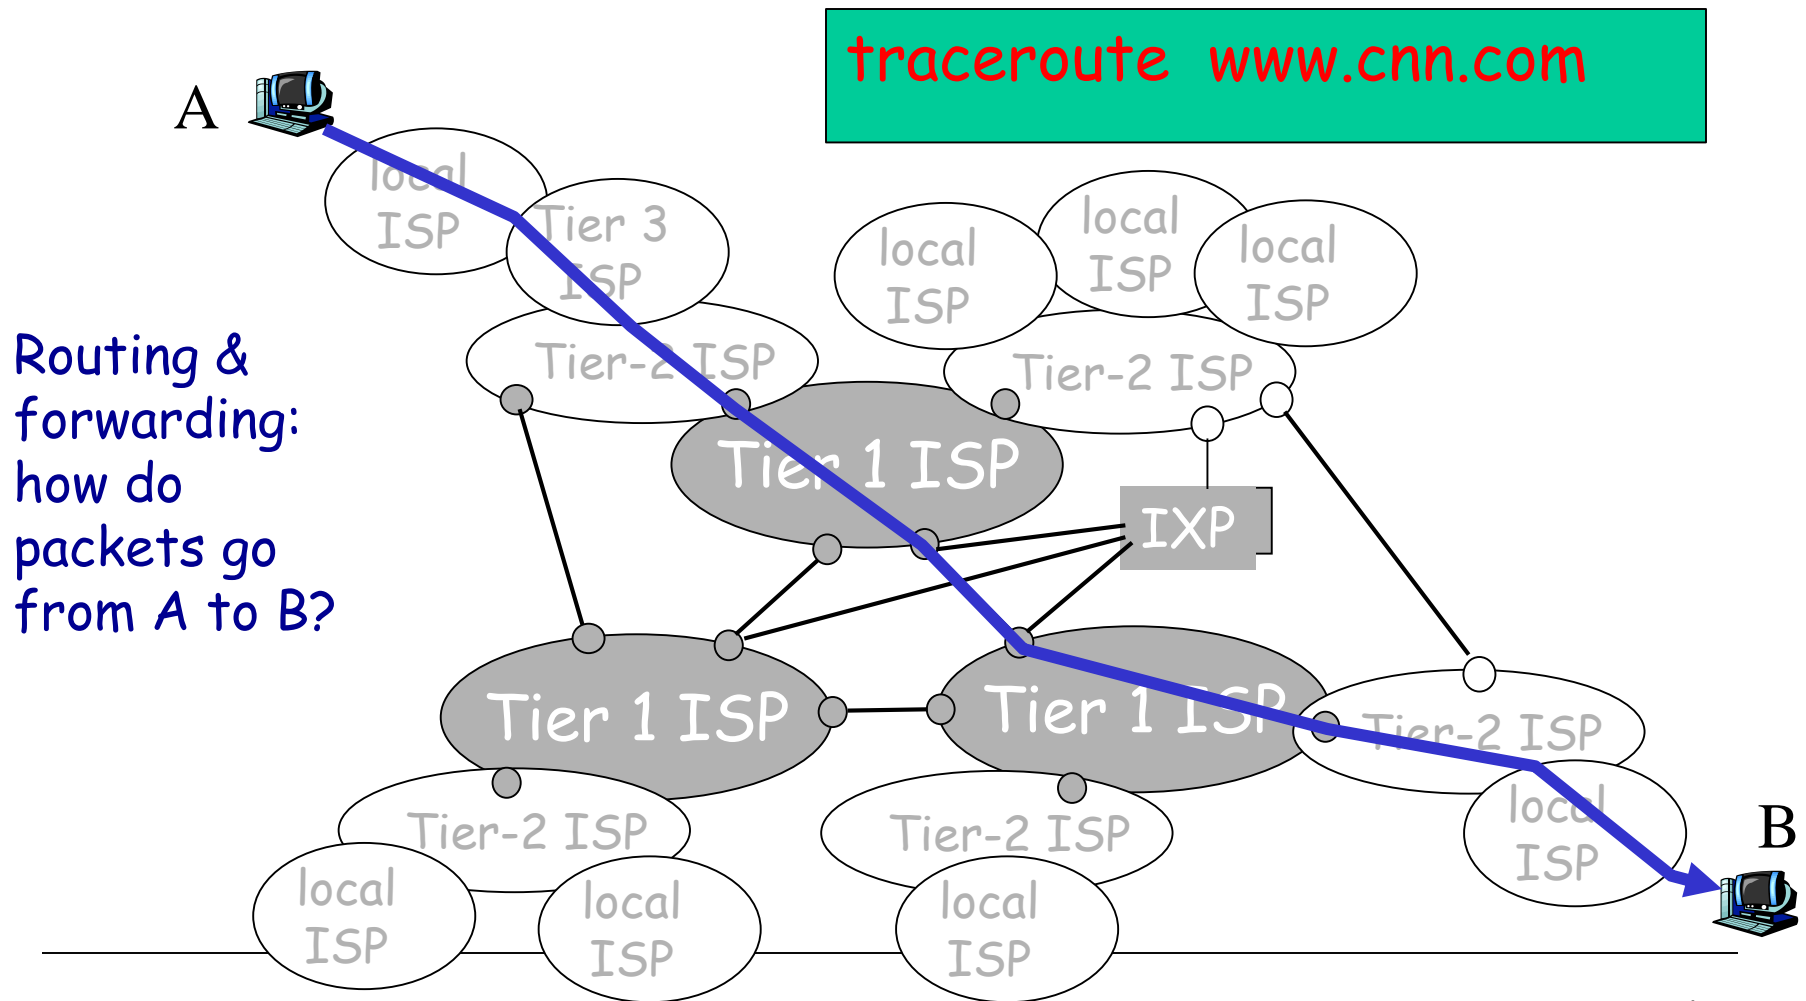 traceroute www.cnn.com
A
local
ISP
Tier 3
ISP
local
ISP
local
ISP
local
ISP
Routing &
forwarding:
how do
packets go
from A to B?
Tier-2 ISP
Tier-2 ISP
Tier 1 ISP
IXP
Tier 1 ISP
Tier 1 ISP
Tier-2 ISP
local
ISP
B
Tier-2 ISP
Tier-2 ISP
local
ISP
local
ISP
local
ISP